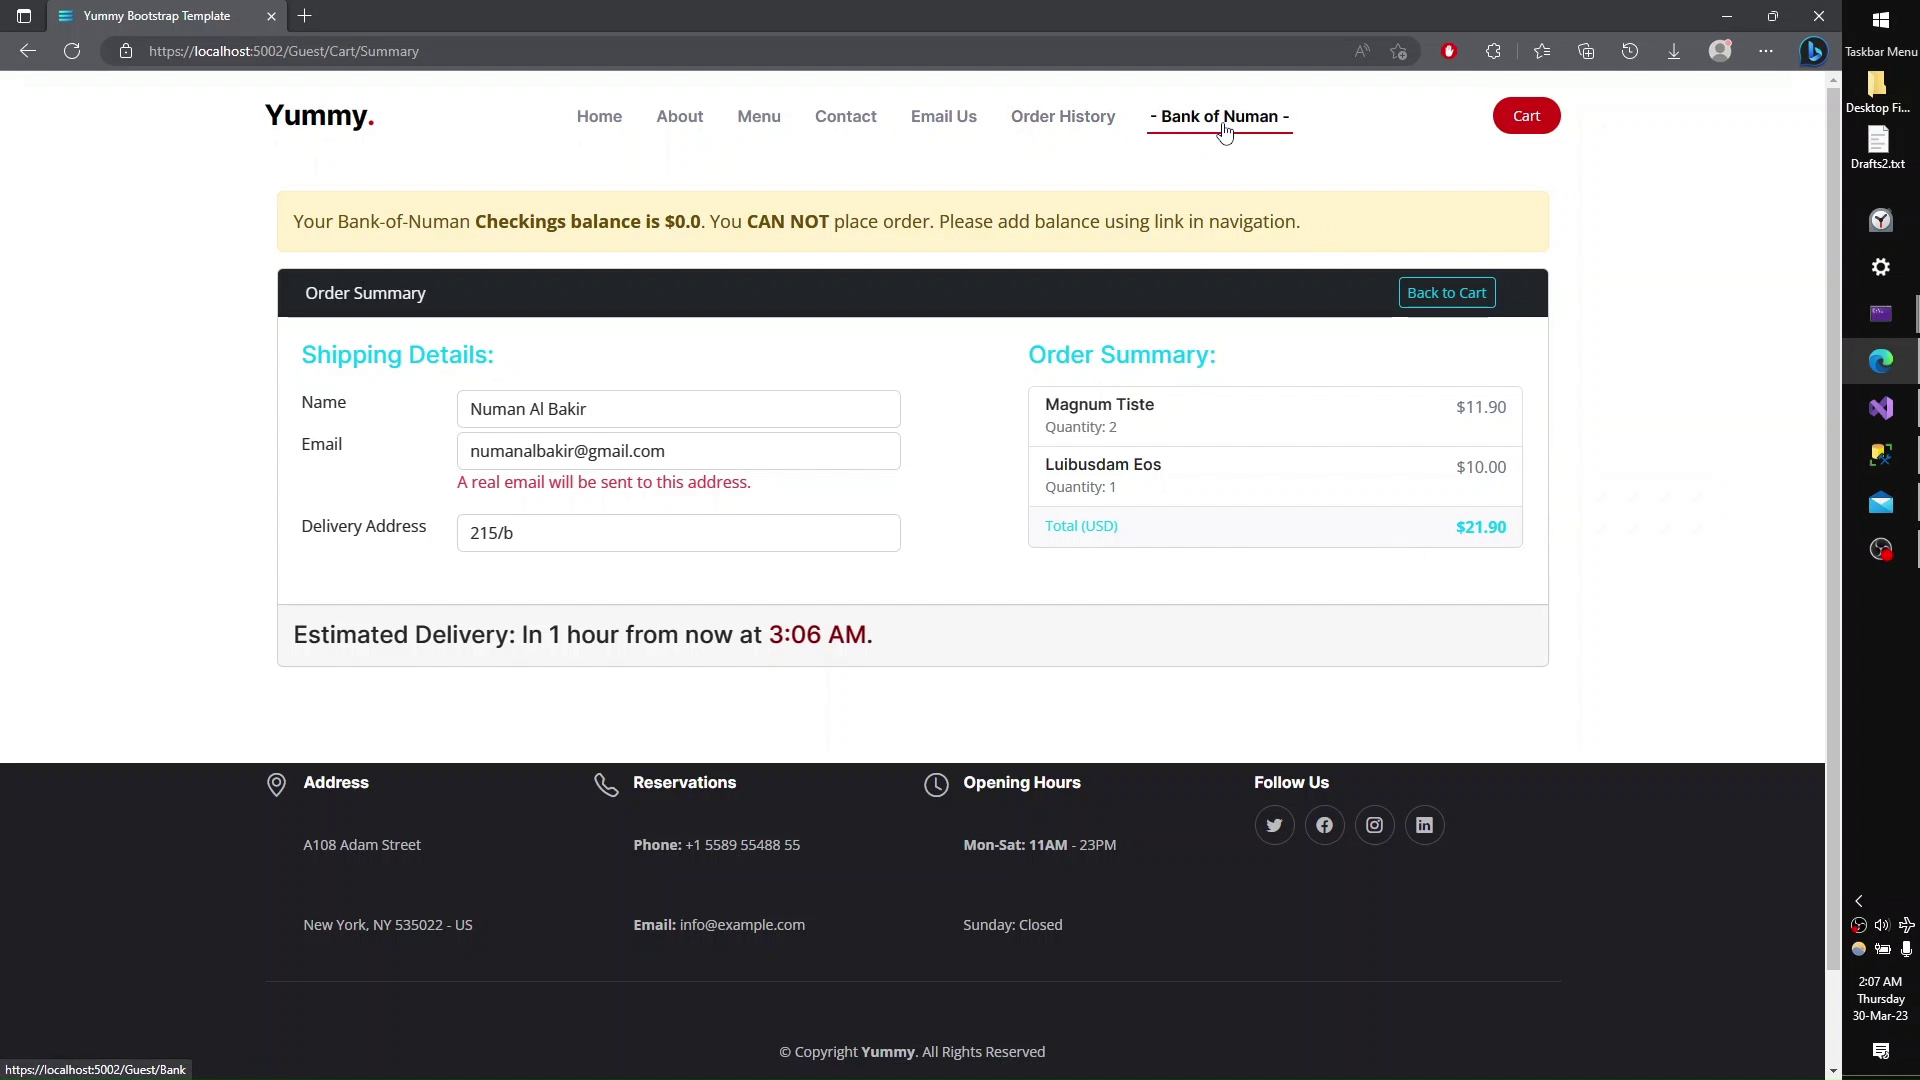 Yummy Bootstrap Template
https://localhost:5002/Guest/Cart/Summary
Taskbar Menu
Desktop Fi...
Drafts2.txt
Yummy.
Home
About
Menu
Contact
Email Us
Order History
- Bank of Numan -
Cart
Your Bank-of-Numan Checkings balance is $0.0. You CAN NOT place order. Please add balance using link in navigation.
Order Summary
Back to Cart
Shipping Details:
Name
Numan Al Bakir
Email
numanalbakir@gmail.com
A real email will be sent to this address.
Delivery Address
215/b
Order Summary:
Magnum Tiste
$11.90
Quantity: 2
Luibusdam Eos
$10.00
Quantity: 1
Total (USD)
$21.90
Estimated Delivery: In 1 hour from now at 3:06 AM.
Address
A108 Adam Street
New York, NY 535022 - US
Reservations
Phone: +1 5589 55488 55
Email: info@example.com
Opening Hours
Mon-Sat: 11AM - 23PM
Sunday: Closed
Follow Us
© Copyright Yummy. All Rights Reserved
https://localhost:5002/Guest/Bank
2:07 AM
Thursday
30-Mar-23